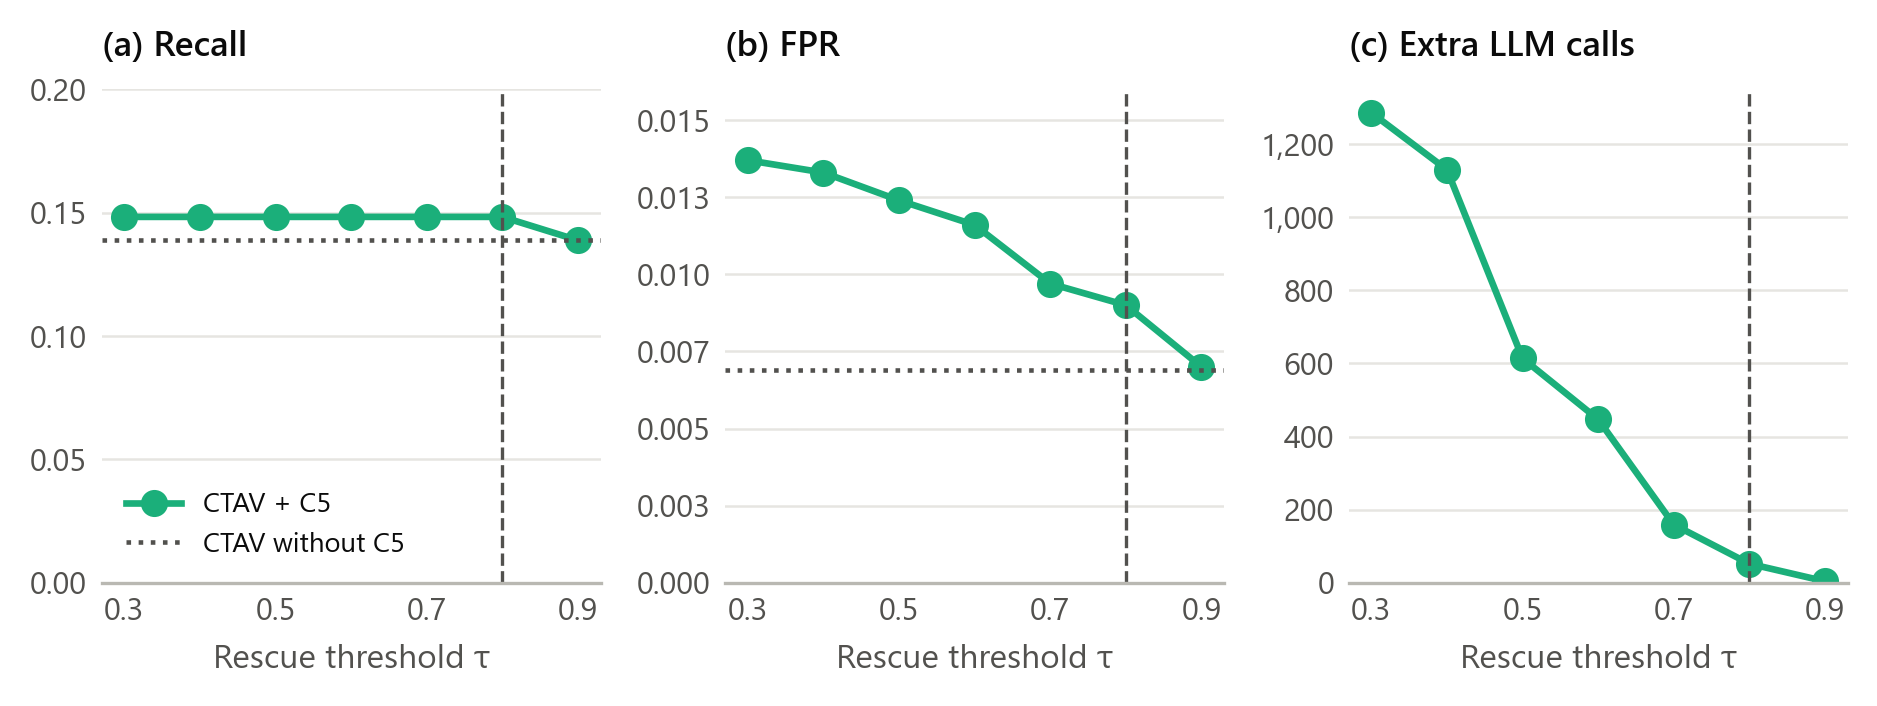 (a) Recall
0.20
0.15
0.10
0.05
0.00
CTAV + C5
CTAV without C5
0.3 0.5 0.7 0.9
Rescue threshold τ
(b) FPR
0.015
0.013
0.010
0.007
0.005
0.003
0.000
0.3 0.5 0.7 0.9
Rescue threshold τ
(c) Extra LLM calls
1,200
1,000
800
600
400
200
0
0.3 0.5 0.7 0.9
Rescue threshold τ